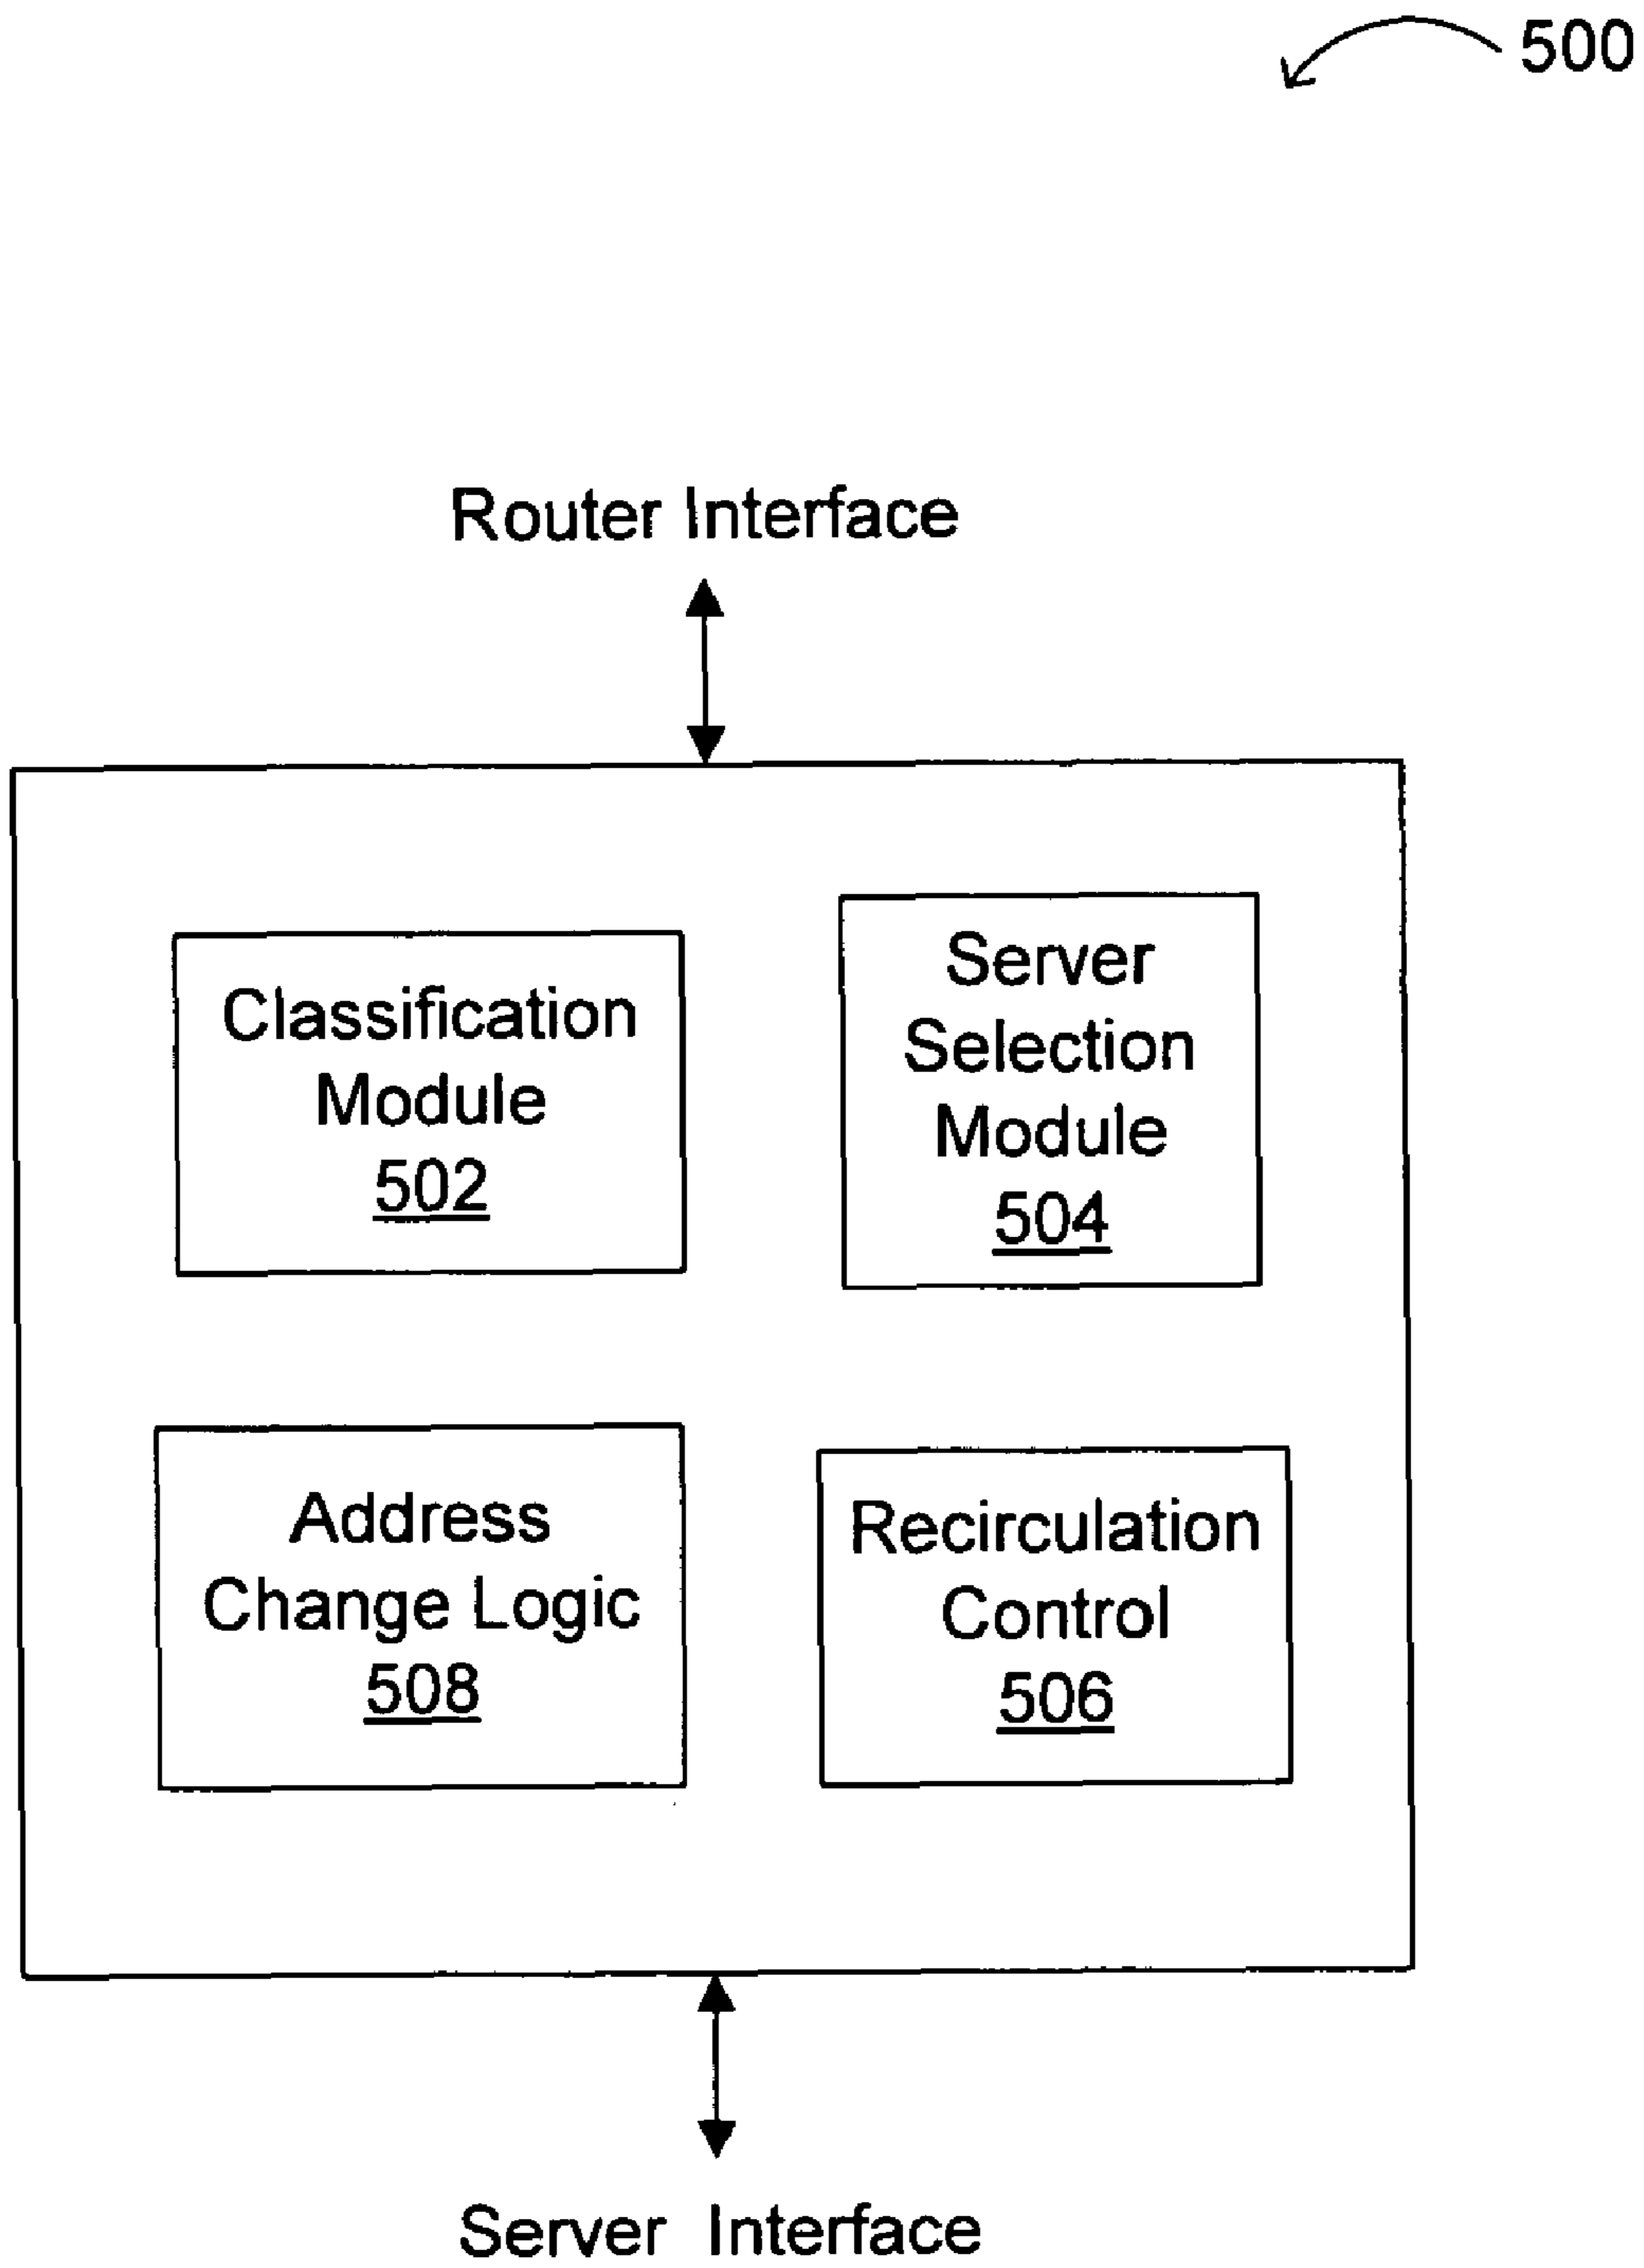 500
Router Interface
Classification
Module
502
Server
Selection
Module
504
Address
Change Logic
508
Recirculation
Control
506
Server Interface